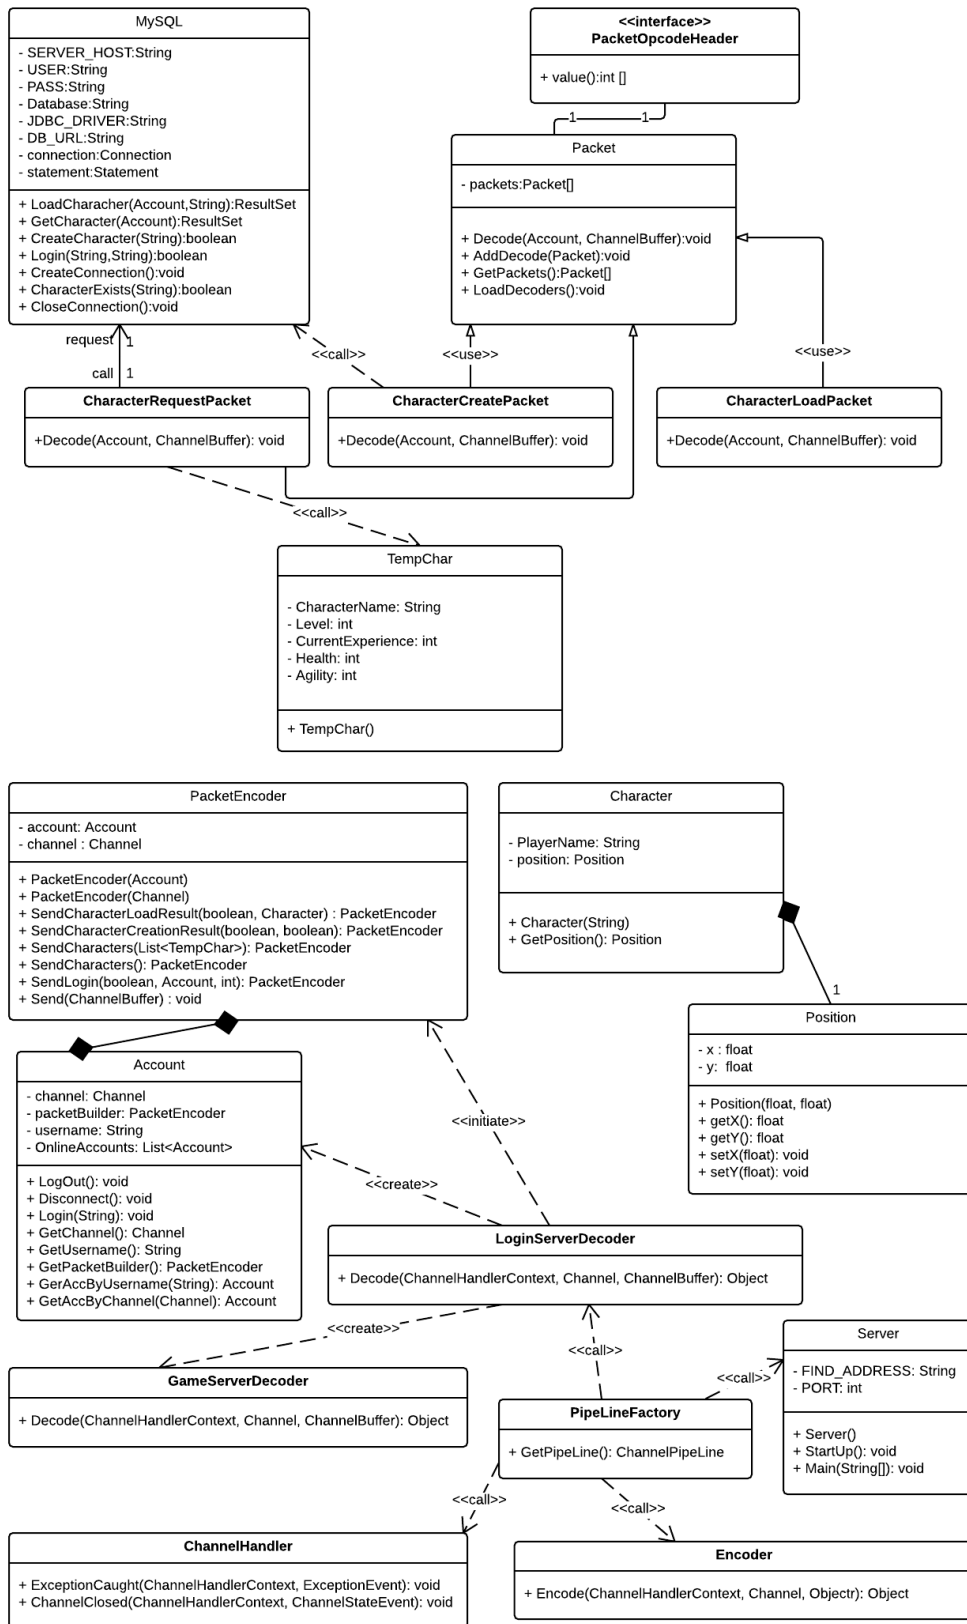 MySQL
- SERVER_HOST:String
- USER:String
- PASS:String
- Database:String
- JDBC_DRIVER:String
- DB_URL:String
- connection:Connection
- statement:Statement
+ LoadCharacher(Account,String):ResultSet
+ GetCharacter(Account):ResultSet
+ CreateCharacter(String):boolean
+ Login(String,String):boolean
+ CreateConnection():void
+ CharacterExists(String):boolean
+ CloseConnection():void
<<interface>>
PacketOpcodeHeader
+ value():int []
1
1
Packet
- packets:Packet[]
+ Decode(Account, ChannelBuffer):void
+ AddDecode(Packet):void
+ GetPackets():Packet[]
+ LoadDecoders():void
request
1
call
1
<<call>>
<<use>>
<<use>>
CharacterRequestPacket
+Decode(Account, ChannelBuffer): void
CharacterCreatePacket
+Decode(Account, ChannelBuffer): void
CharacterLoadPacket
+Decode(Account, ChannelBuffer): void
<<call>>
TempChar
- CharacterName: String
- Level: int
- CurrentExperience: int
- Health: int
- Agility: int
+ TempChar()
PacketEncoder
- account: Account
- channel : Channel
+ PacketEncoder(Account)
+ PacketEncoder(Channel)
+ SendCharacterLoadResult(boolean, Character) : PacketEncoder
+ SendCharacterCreationResult(boolean, boolean): PacketEncoder
+ SendCharacters(List<TempChar>): PacketEncoder
+ SendCharacters(): PacketEncoder
+ SendLogin(boolean, Account, int): PacketEncoder
+ Send(ChannelBuffer) : void
Character
- PlayerName: String
- position: Position
+ Character(String)
+ GetPosition(): Position
1
Position
- x : float
- y: float
+ Position(float, float)
+ getX(): float
+ getY(): float
+ setX(float): void
+ setY(float): void
Account
- channel: Channel
- packetBuilder: PacketEncoder
- username: String
- OnlineAccounts: List<Account>
+ LogOut(): void
+ Disconnect(): void
+ Login(String): void
+ GetChannel(): Channel
+ GetUsername(): String
+ GetPacketBuilder(): PacketEncoder
+ GerAccByUsername(String): Account
+ GetAccByChannel(Channel): Account
<<initiate>>
<<create>>
LoginServerDecoder
+ Decode(ChannelHandlerContext, Channel, ChannelBuffer): Object
<<create>>
<<call>>
<<call>>
GameServerDecoder
+ Decode(ChannelHandlerContext, Channel, ChannelBuffer): Object
PipeLineFactory
+ GetPipeLine(): ChannelPipeLine
Server
- FIND_ADDRESS: String
- PORT: int
+ Server()
+ StartUp(): void
+ Main(String[]): void
<<call>>
<<call>>
ChannelHandler
+ ExceptionCaught(ChannelHandlerContext, ExceptionEvent): void
+ ChannelClosed(ChannelHandlerContext, ChannelStateEvent): void
Encoder
+ Encode(ChannelHandlerContext, Channel, Objectr): Object